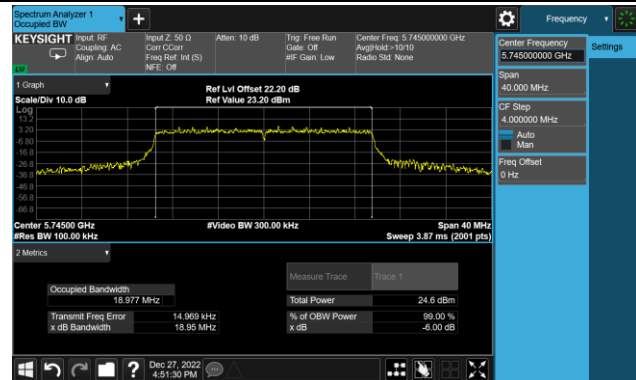 Spectrum Analyzer 1
Occupied BW
Frequency
KEYSIGHT
Input: RF
Coupling: AC
Align: Auto
Input Z: 50 Ω
Corr CCorr
Freq Ref: Int (S)
NFE: Off
Atten: 10 dB
Trig: Free Run
Gate: Off
#IF Gain: Low
Center Freq: 5.745000000 GHz
Avg|Hold:>10/10
Radio Std: None
Center Frequency
5.745000000 GHz
Settings
Span
40.000 MHz
CF Step
4.000000 MHz
Auto
Man
Freq Offset
0 Hz
1 Graph
Scale/Div 10.0 dB
Ref Lvl Offset 22.20 dB
Ref Value 23.20 dBm
Log
13.2
3.20
-6.80
-16.8
-26.8
-36.8
-46.8
-56.8
-66.8
Center 5.74500 GHz
#Video BW 300.00 kHz
Span 40 MHz
#Res BW 100.00 kHz
Sweep 3.87 ms (2001 pts)
2 Metrics
Measure Trace
Trace 1
Occupied Bandwidth
18.977 MHz
Total Power
24.6 dBm
Transmit Freq Error
14.969 kHz
% of OBW Power
99.00 %
x dB Bandwidth
18.95 MHz
x dB
-6.00 dB
Dec 27, 2022
4:51:30 PM